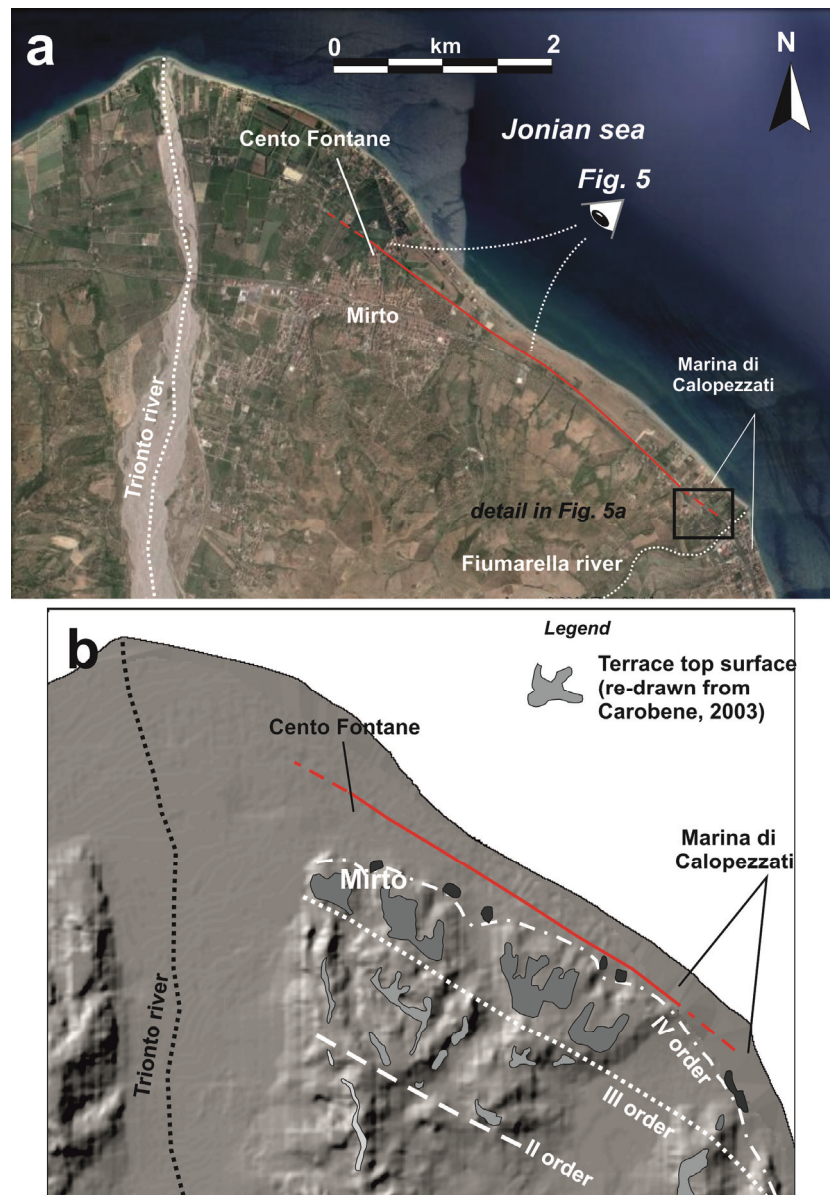 a
0 km 2
N
Cento Fontane
Jonian sea
Fig. 5
Mirto
Marina di
Calopezzati
Trionto river
detail in Fig. 5a
Fiumarella river
b
Legend
Terrace top surface
(re-drawn from
Carobene, 2003)
Cento Fontane
Marina di
Calopezzati
Mirto
Trionto river
IV order
III order
II order